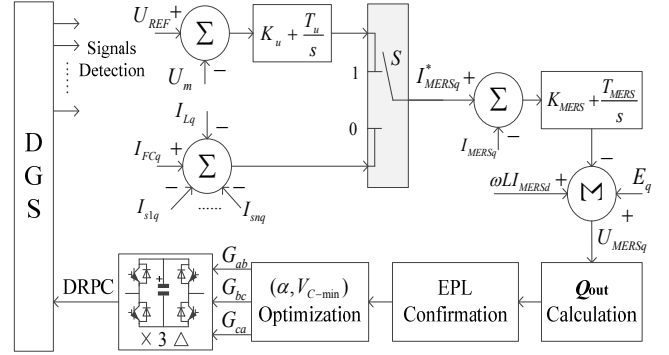 U_REF + Σ K_u + T_u/s
U_m −
Signals
Detection
S
1
0
I*_MERSq + Σ K_MERS + T_MERS/s
I_MERSq −
I_Lq −
I_FCq + Σ
I_s1q − ...... − I_snq
D
G
S
− Σ
ωLI_MERSd +
E_q +
U_MERSq
DRPC
× 3 △
G_ab
G_bc
G_ca
(α, V_C−min)
Optimization
EPL
Confirmation
Qout
Calculation